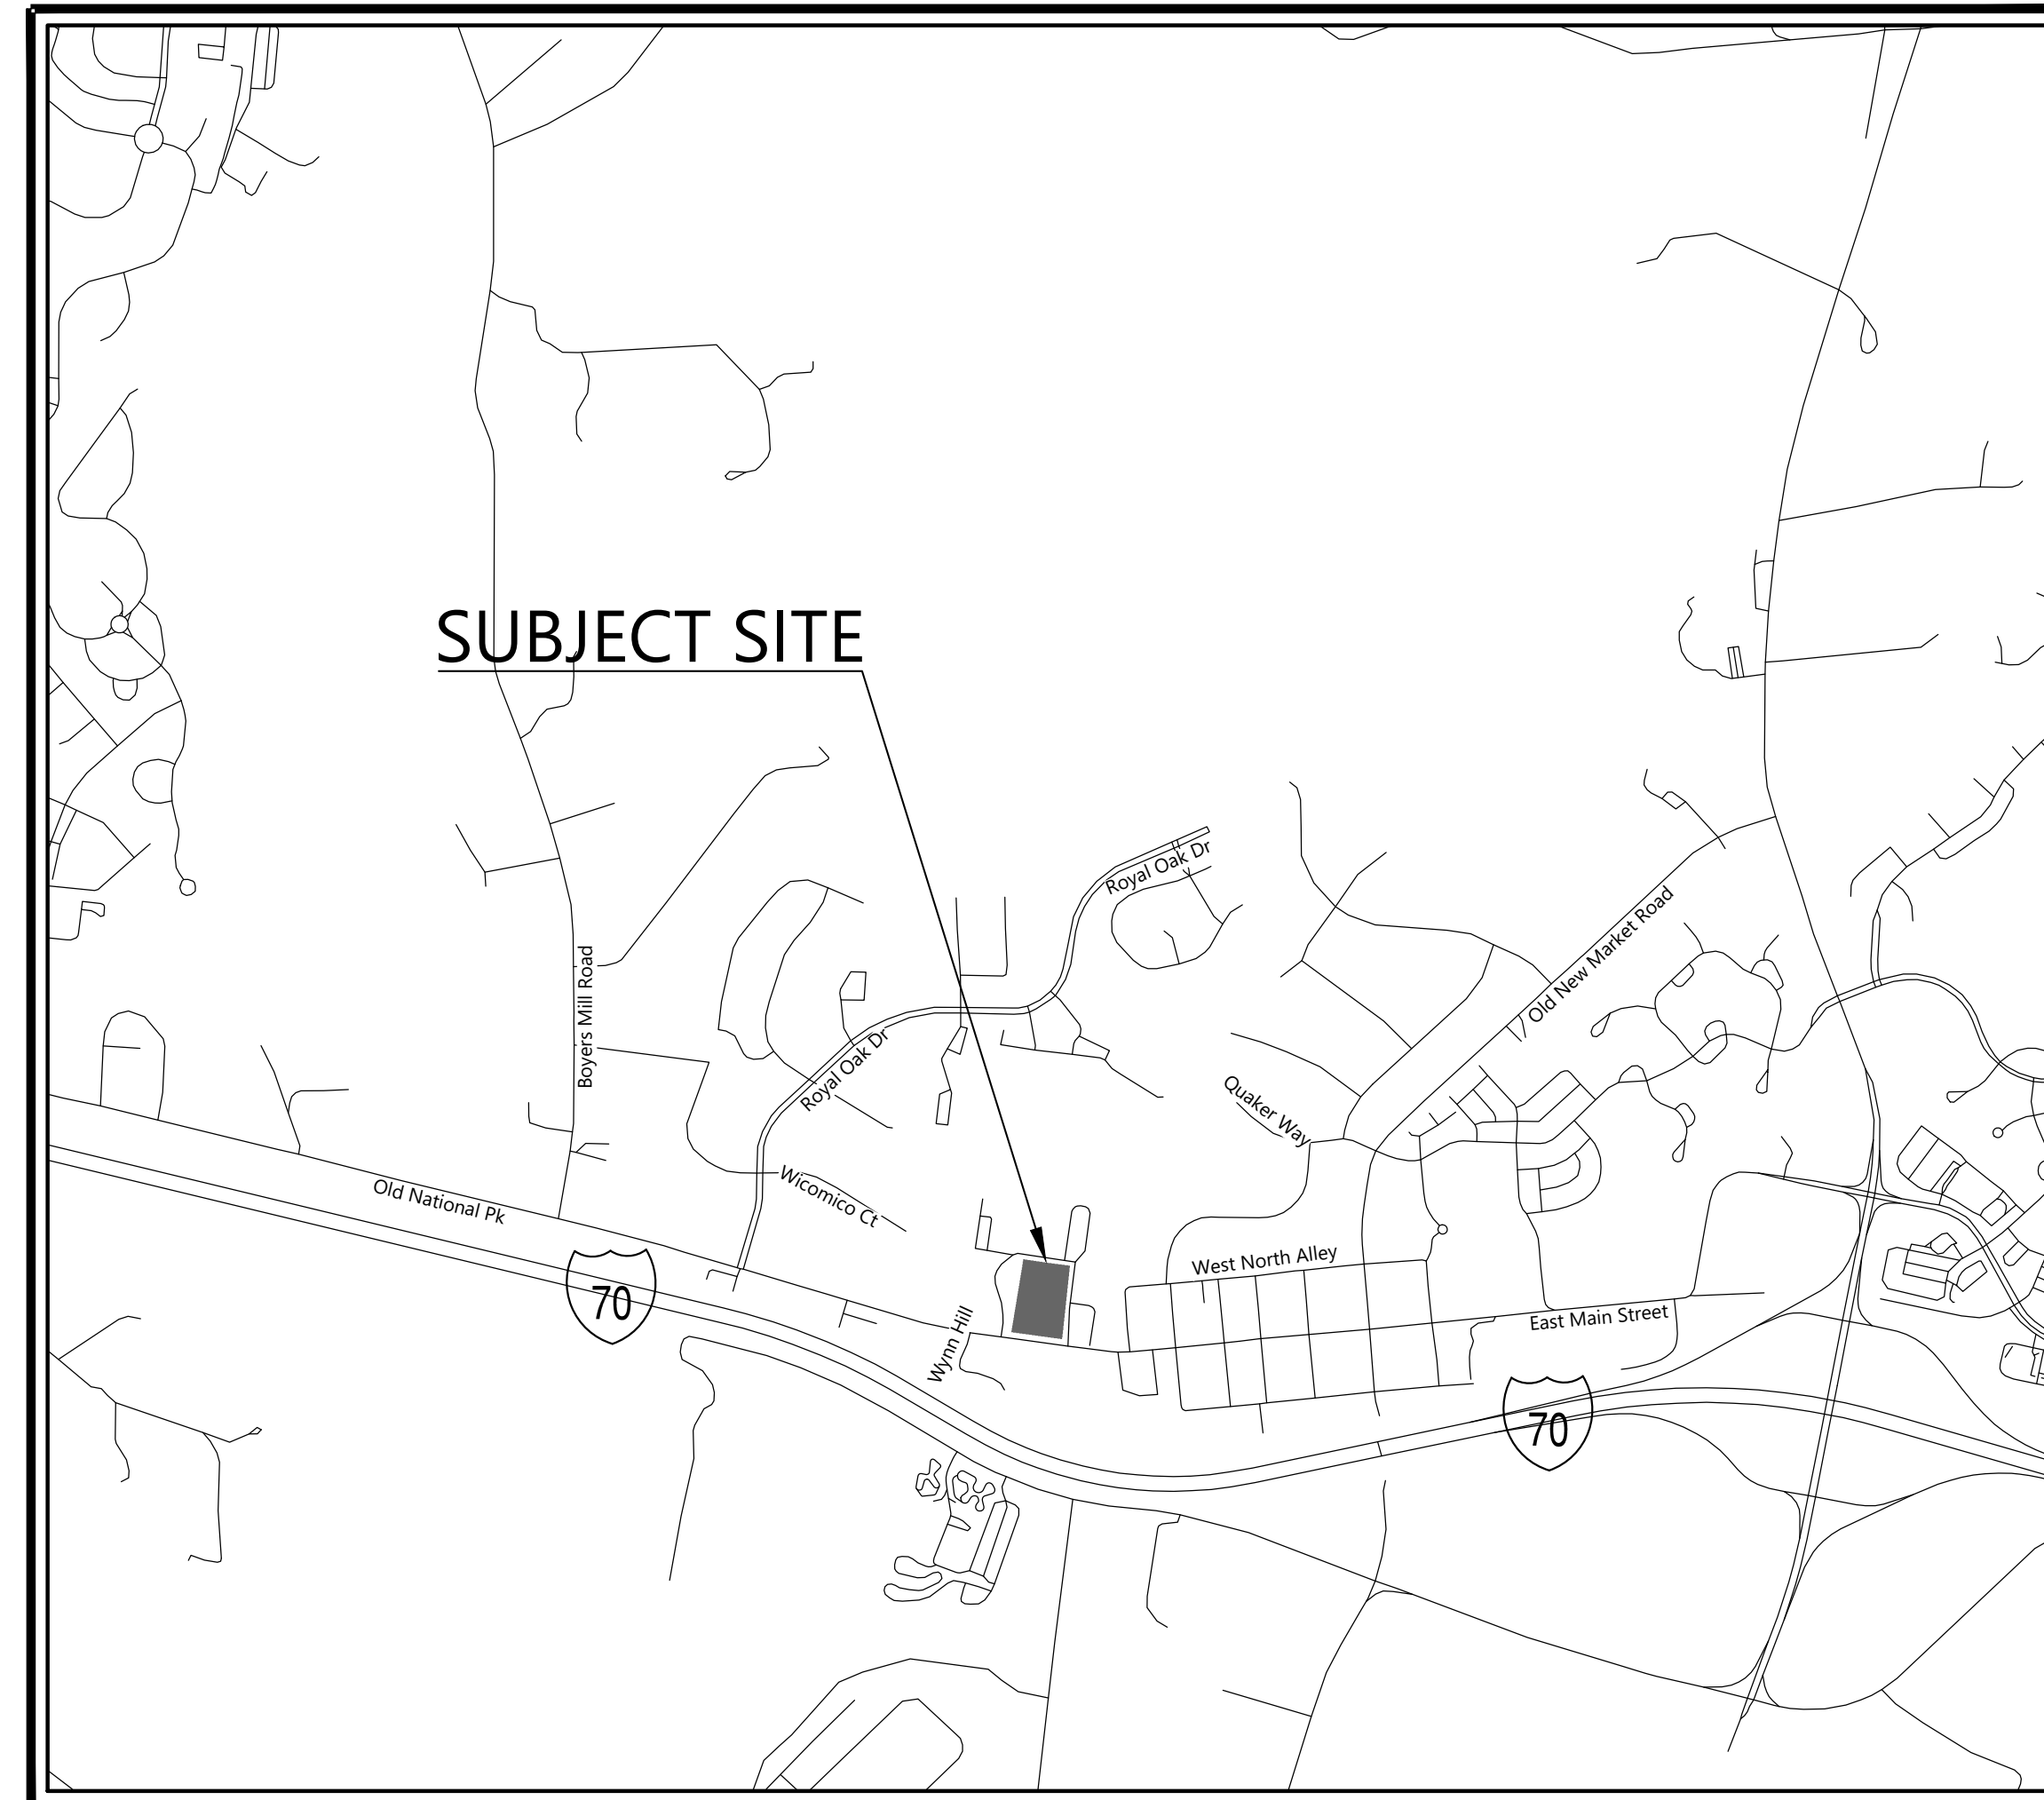 SUBJECT SITE
Royal Oak Dr
Old New Market Road
Boyers Mill Road
Royal Oak Dr
Quaker Way
Wicomico Ct
Old National Pk
West North Alley
70
East Main Street
Wynn Hill
70